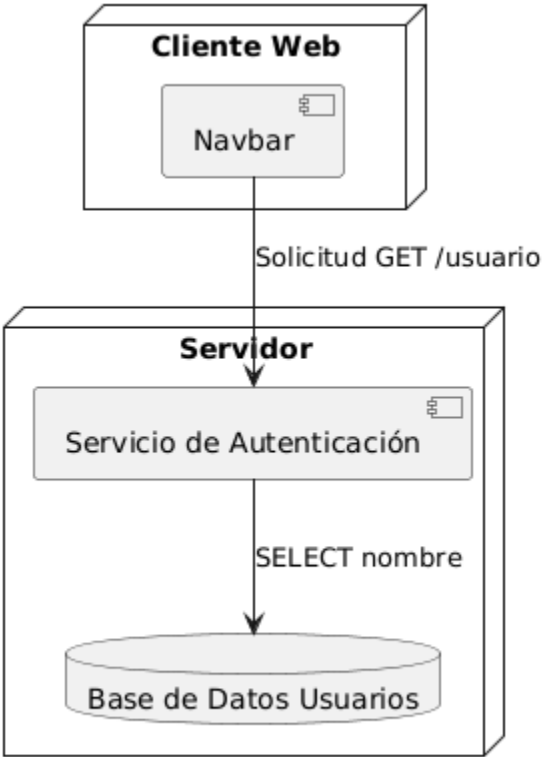 Cliente Web
Navbar
Solicitud GET /usuario
Servidor
Servicio de Autenticación
SELECT nombre
Base de Datos Usuarios